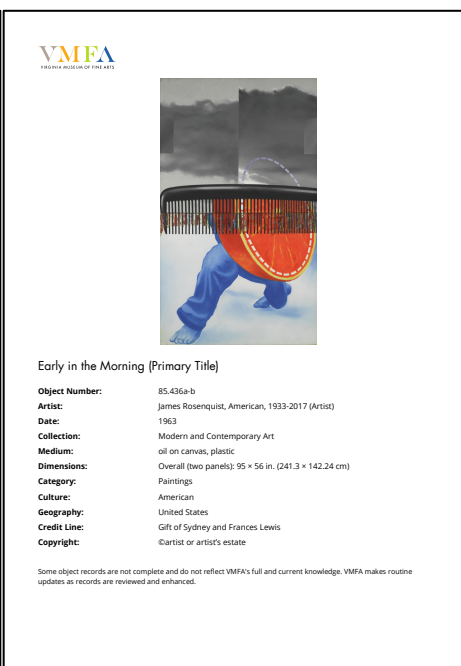 VMFA
VIRGINIA MUSEUM OF FINE ARTS
Early in the Morning (Primary Title)
Object Number: 85.436a-b
Artist: James Rosenquist, American, 1933-2017 (Artist)
Date: 1963
Collection: Modern and Contemporary Art
Medium: oil on canvas, plastic
Dimensions: Overall (two panels): 95 × 56 in. (241.3 × 142.24 cm)
Category: Paintings
Culture: American
Geography: United States
Credit Line: Gift of Sydney and Frances Lewis
Copyright: ©artist or artist’s estate
Some object records are not complete and do not reflect VMFA’s full and current knowledge. VMFA makes routine
updates as records are reviewed and enhanced.